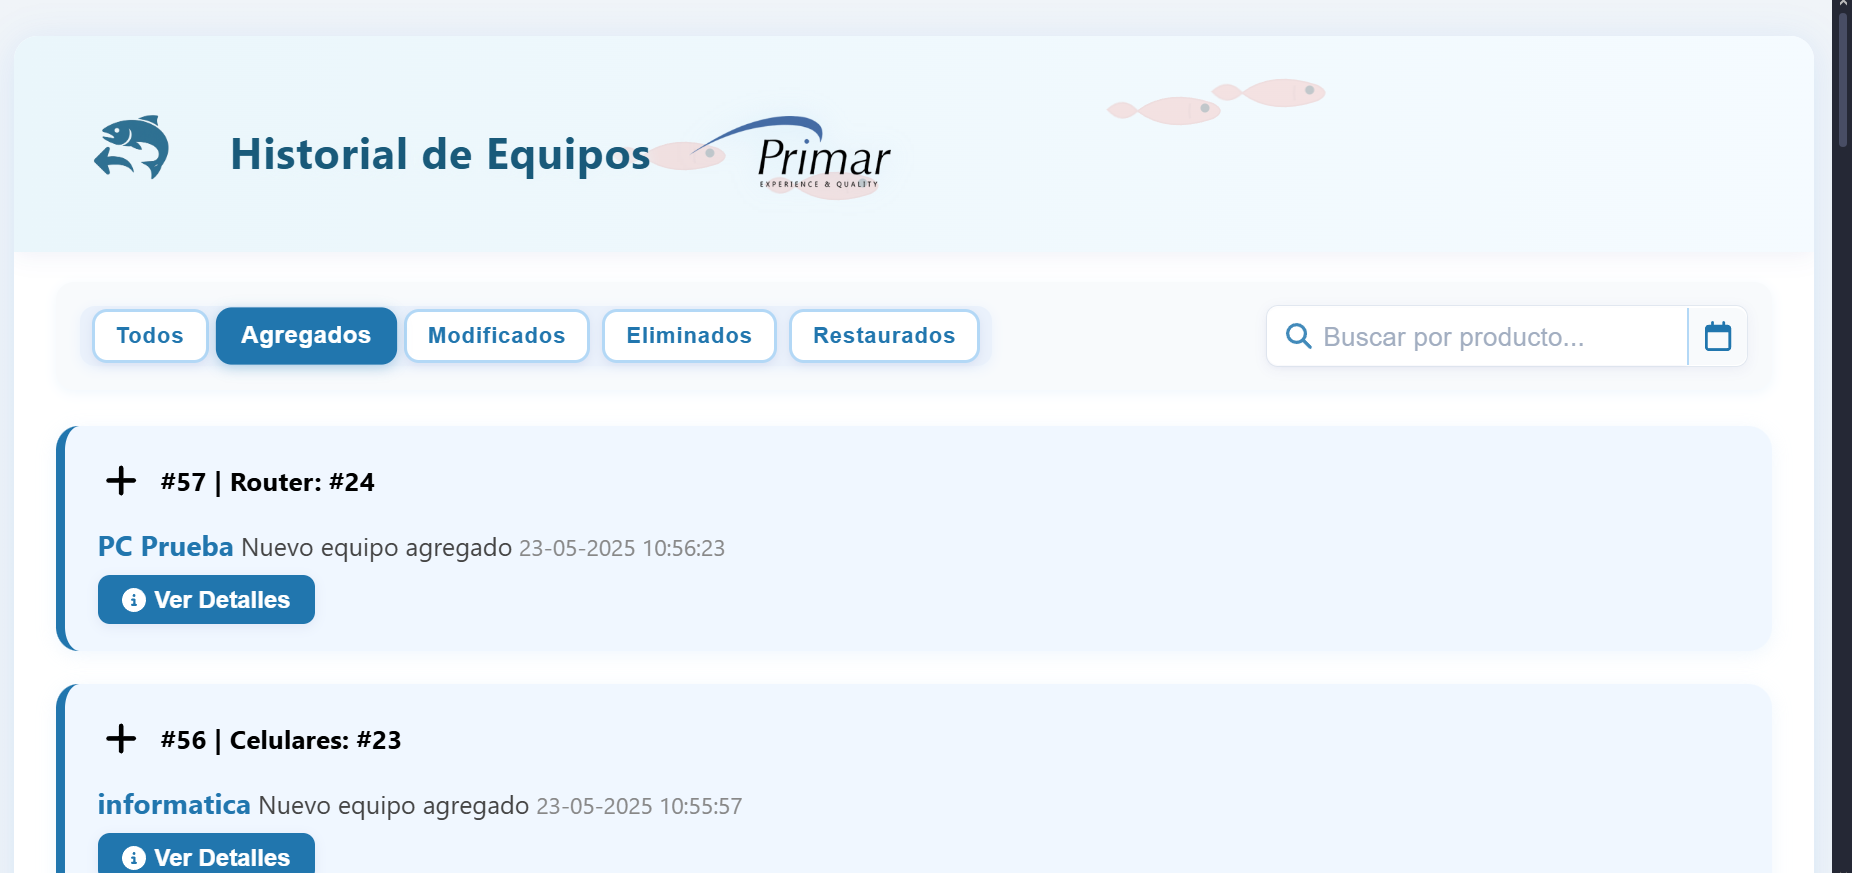 Historial de Equipos
Primar
EXPERIENCE & QUALITY
Todos
Agregados
Modificados
Eliminados
Restaurados
Buscar por producto...
#57 | Router: #24
PC Prueba Nuevo equipo agregado 23-05-2025 10:56:23
Ver Detalles
#56 | Celulares: #23
informatica Nuevo equipo agregado 23-05-2025 10:55:57
Ver Detalles